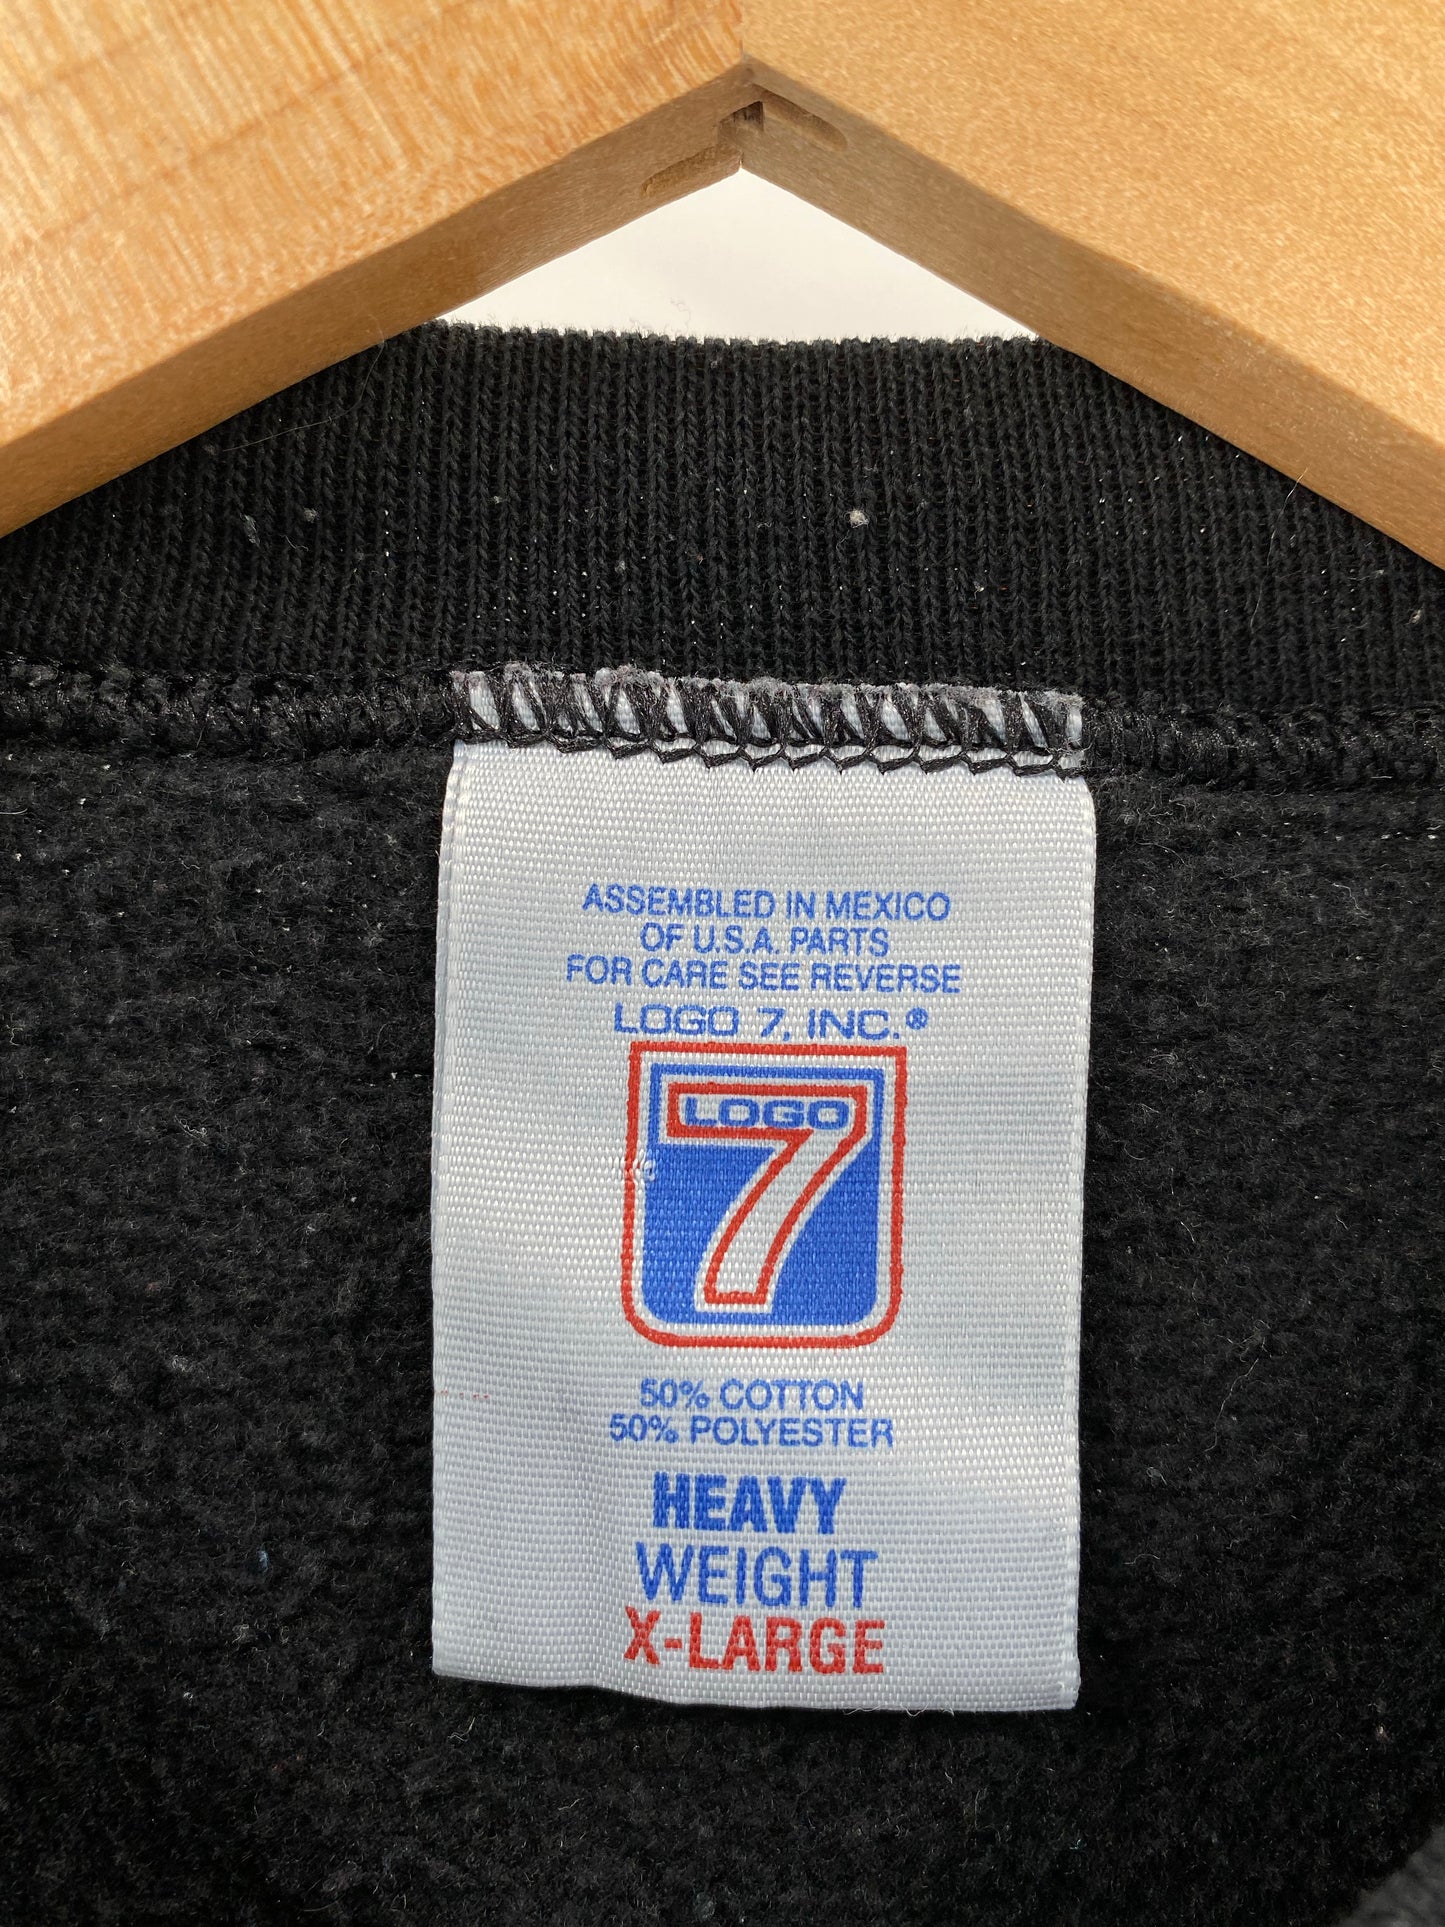 ASSEMBLED IN MEXICO
OF U.S.A. PARTS
FOR CARE SEE REVERSE
LOGO 7, INC.®
LOGO
7
50% COTTON
50% POLYESTER
HEAVY
WEIGHT
X-LARGE